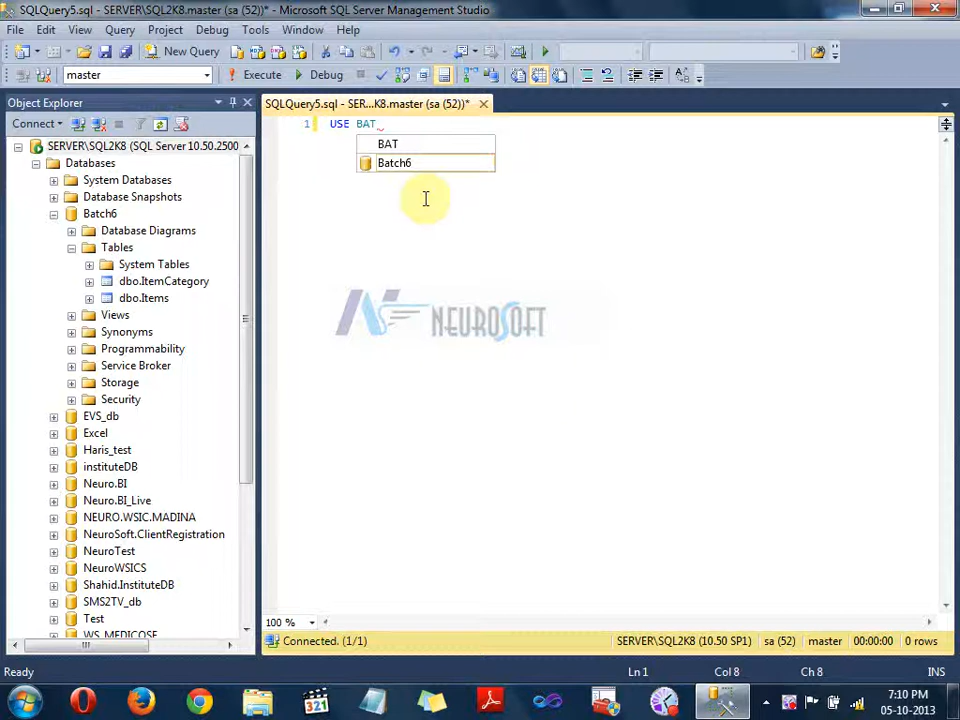 SQLQuery5.sql - SERVER\SQL2K8.master (sa (52))* - Microsoft SQL Server Management Studio
File Edit View Query Project Debug Tools Window Help
New Query
master Execute Debug
Object Explorer
SQLQuery5.sql - SER...K8.master (sa (52))*
Connect
1 USE BAT
BAT
Batch6
SERVER\SQL2K8 (SQL Server 10.50.2500
Databases
System Databases
Database Snapshots
Batch6
Database Diagrams
Tables
System Tables
dbo.ItemCategory
dbo.Items
Views
Synonyms
Programmability
Service Broker
Storage
Security
EVS_db
Excel
Haris_test
instituteDB
Neuro.BI
Neuro.BI_Live
NEURO.WSIC.MADINA
NeuroSoft.ClientRegistration
NeuroTest
NeuroWSICS
Shahid.InstituteDB
SMS2TV_db
Test
WS_MEDICOSE
NEUROSOFT
100 %
Connected. (1/1) SERVER\SQL2K8 (10.50 SP1) sa (52) master 00:00:00 0 rows
Ready Ln 1 Col 8 Ch 8 INS
321
7:10 PM
05-10-2013